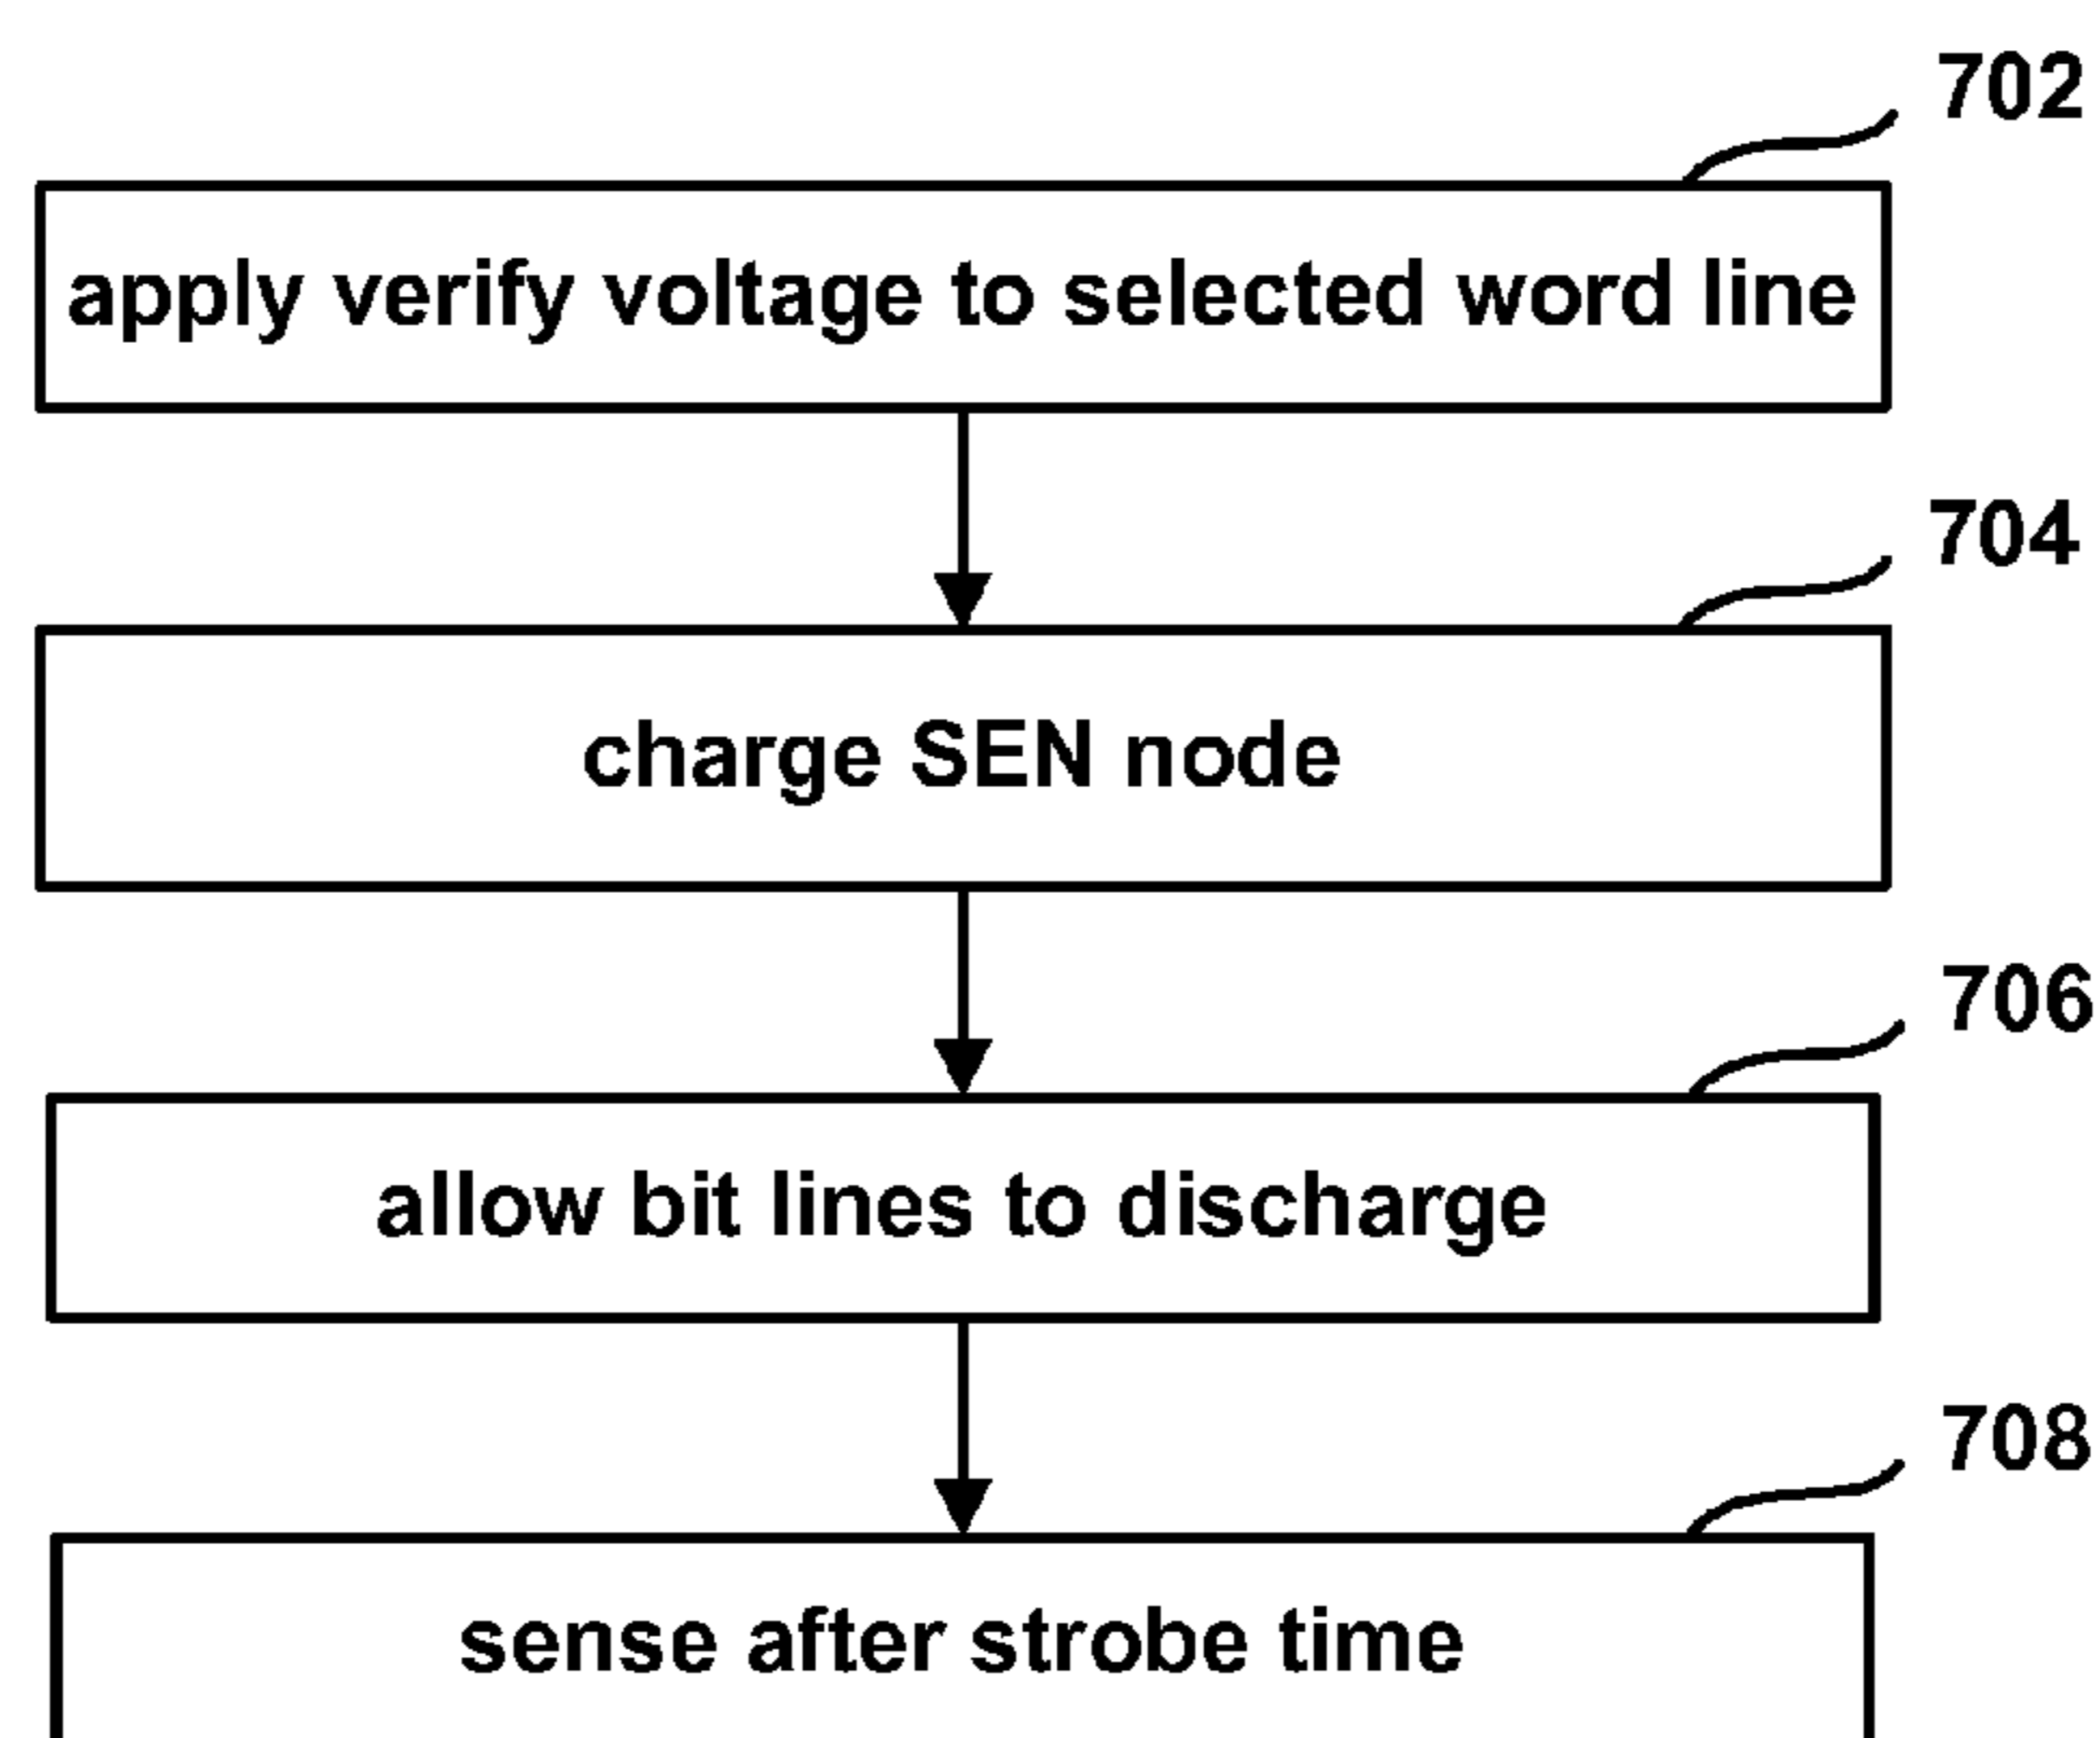 702
apply verify voltage to selected word line
704
charge SEN node
706
allow bit lines to discharge
708
sense after strobe time